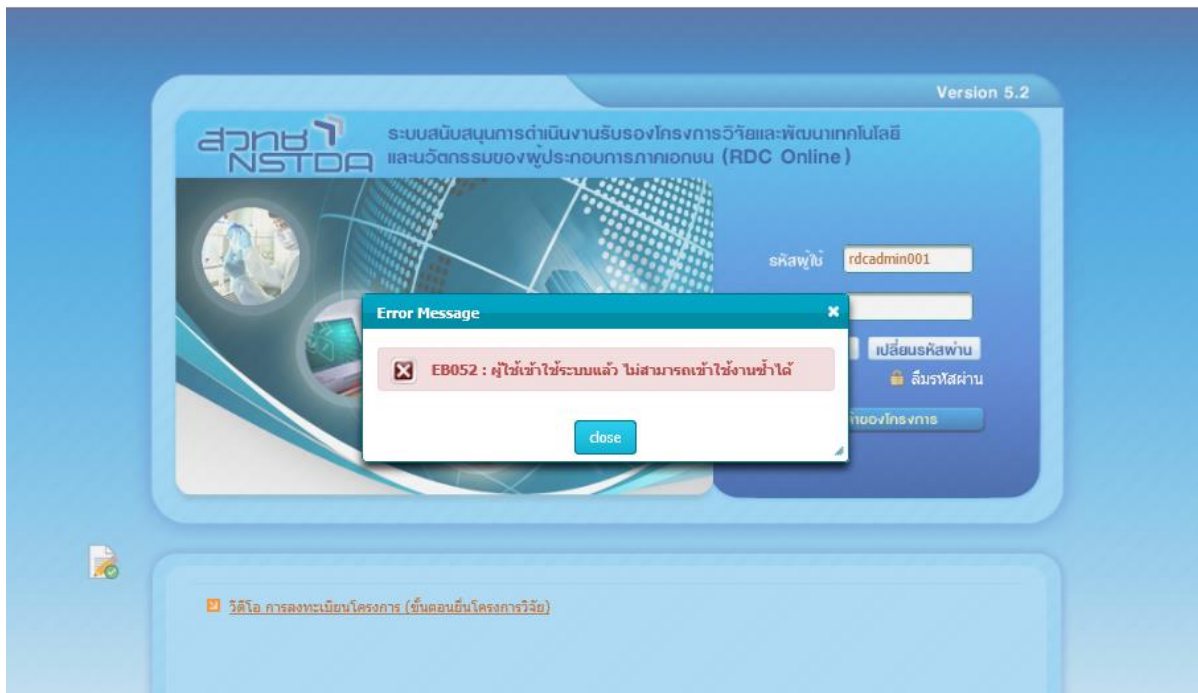 Version 5.2
สวทช
NSTDA
ระบบสนับสนุนการดำเนินงานรับรองโครงการวิจัยและพัฒนาเทคโนโลยี
และนวัตกรรมของผู้ประกอบการภาคเอกชน (RDC Online)
รหัสผู้ใช้ rdcadmin001
Error Message
EB052 : ผู้ใช้เข้าใช้ระบบแล้ว ไม่สามารถเข้าใช้งานซ้ำได้
close
เปลี่ยนรหัสผ่าน
ลืมรหัสผ่าน
ของโครงการ
วีดีโอ การลงทะเบียนโครงการ (ขั้นตอนยื่นโครงการวิจัย)